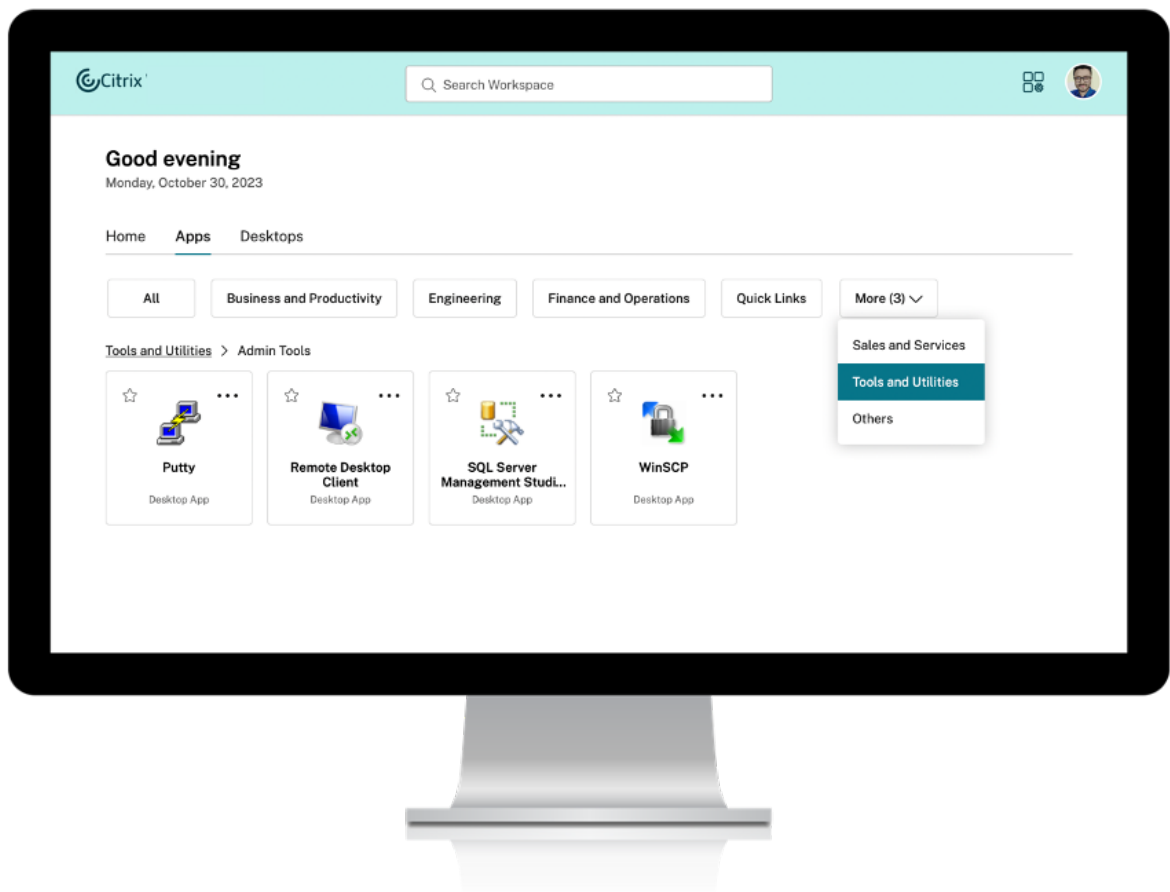 Citrix
Search Workspace
Good evening
Monday, October 30, 2023
Home Apps Desktops
All Business and Productivity Engineering Finance and Operations Quick Links More (3)
Sales and Services
Tools and Utilities
Others
Tools and Utilities > Admin Tools
Putty
Desktop App
Remote Desktop
Client
Desktop App
SQL Server
Management Studi...
Desktop App
WinSCP
Desktop App